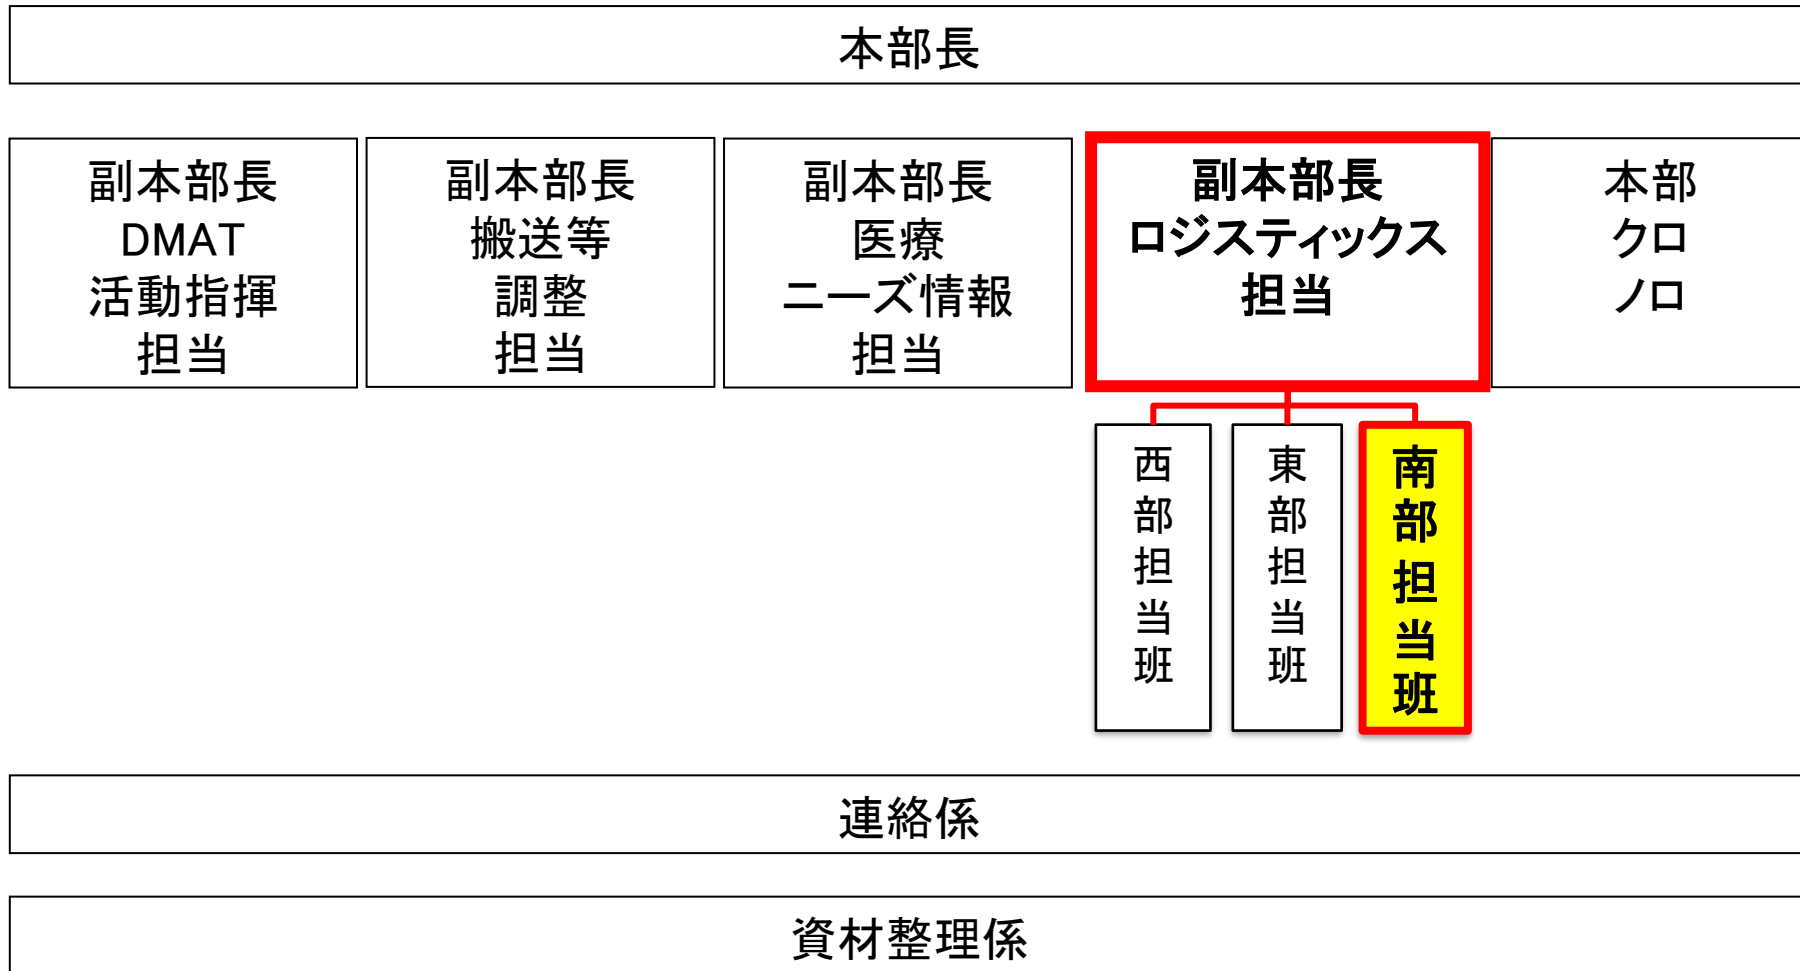 本部長
副本部長
DMAT
活動指揮
担当
副本部長
搬送等
調整
担当
副本部長
医療
ニーズ情報
担当
副本部長
ロジスティックス
担当
本部
クロ
ノロ
西部担当班
東部担当班
南部担当班
連絡係
資材整理係